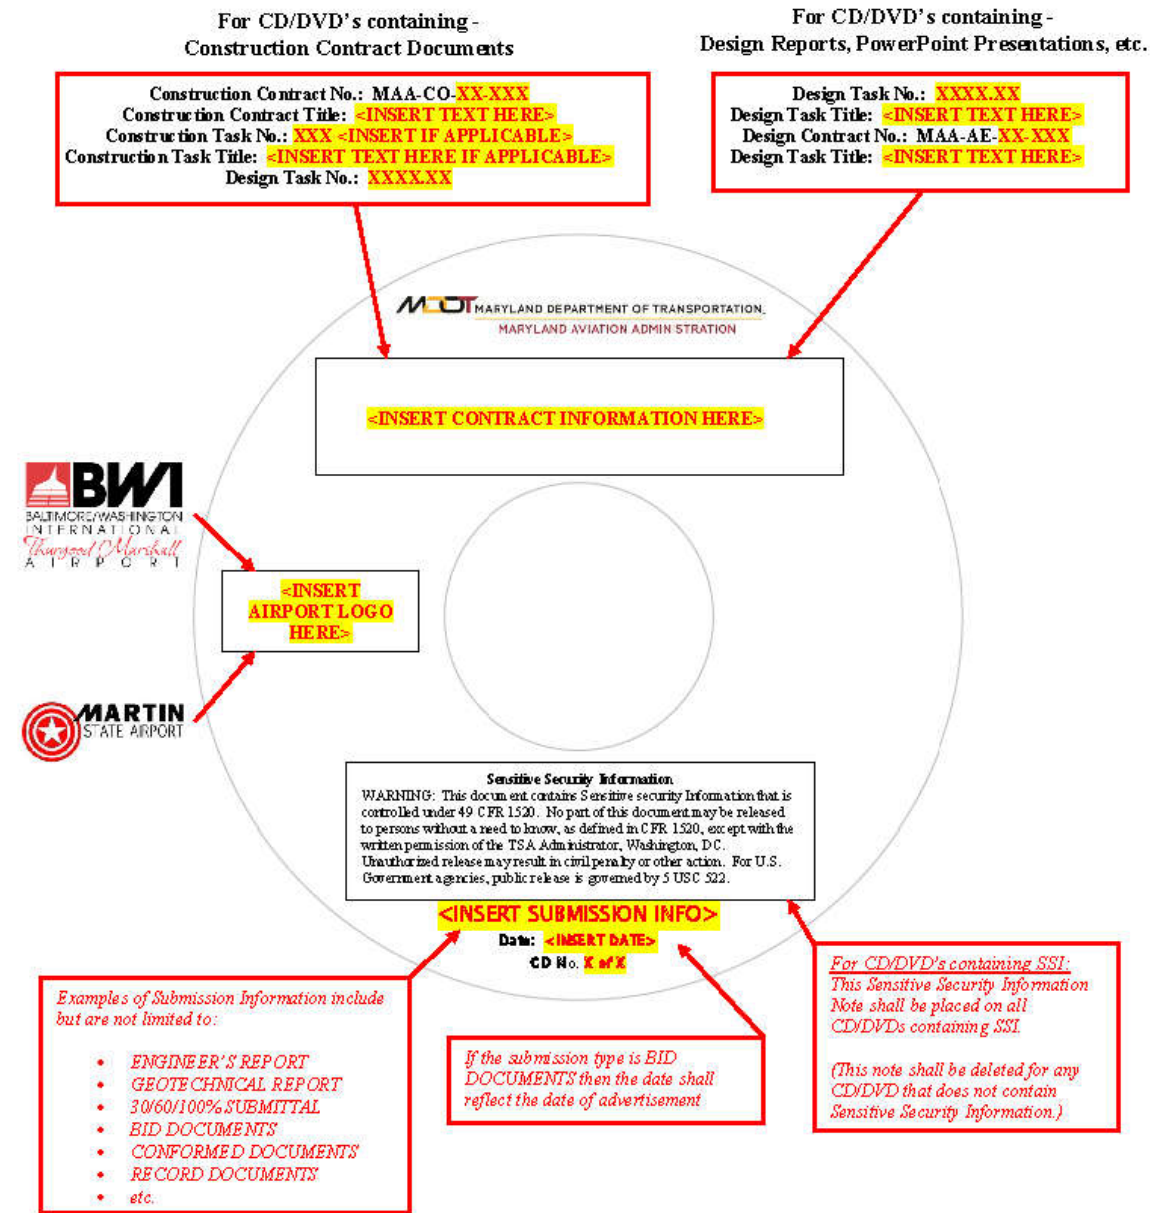 For CD/DVD's containing -
Construction Contract Documents
For CD/DVD's containing -
Design Reports, PowerPoint Presentations, etc.
Construction Contract No.: MAA-CO-XX-XXX
Construction Contract Title: <INSERT TEXT HERE>
Construction Task No.: XXX <INSERT IF APPLICABLE>
Construction Task Title: <INSERT TEXT HERE IF APPLICABLE>
Design Task No.: XXXX.XX
Design Task No.: XXXX.XX
Design Task Title: <INSERT TEXT HERE>
Design Contract No.: MAA-AE-XX-XXX
Design Task Title: <INSERT TEXT HERE>
MDOT MARYLAND DEPARTMENT OF TRANSPORTATION.
MARYLAND AVIATION ADMINISTRATION
<INSERT CONTRACT INFORMATION HERE>
BWI
BALTIMORE/WASHINGTON
INTERNATIONAL
Thurgood Marshall
AIRPORT
<INSERT
AIRPORT LOGO
HERE>
MARTIN
STATE AIRPORT
Sensitive Security Information
WARNING: This document contains Sensitive security Information that is
controlled under 49 CFR 1520. No part of this document may be released
to persons without a need to know, as defined in CFR 1520, except with the
written permission of the TSA Administrator, Washington, DC.
Unauthorized release may result in civil penalty or other action. For U.S.
Government agencies, public release is governed by 5 USC 522.
<INSERT SUBMISSION INFO>
Date: <INSERT DATE>
CD No. X of X
Examples of Submission Information include
but are not limited to:
• ENGINEER'S REPORT
• GEOTECHNICAL REPORT
• 30/60/100% SUBMITTAL
• BID DOCUMENTS
• CONFORMED DOCUMENTS
• RECORD DOCUMENTS
• etc.
If the submission type is BID
DOCUMENTS then the date shall
reflect the date of advertisement
For CD/DVD's containing SSI:
This Sensitive Security Information
Note shall be placed on all
CD/DVDs containing SSI.
(This note shall be deleted for any
CD/DVD that does not contain
Sensitive Security Information.)